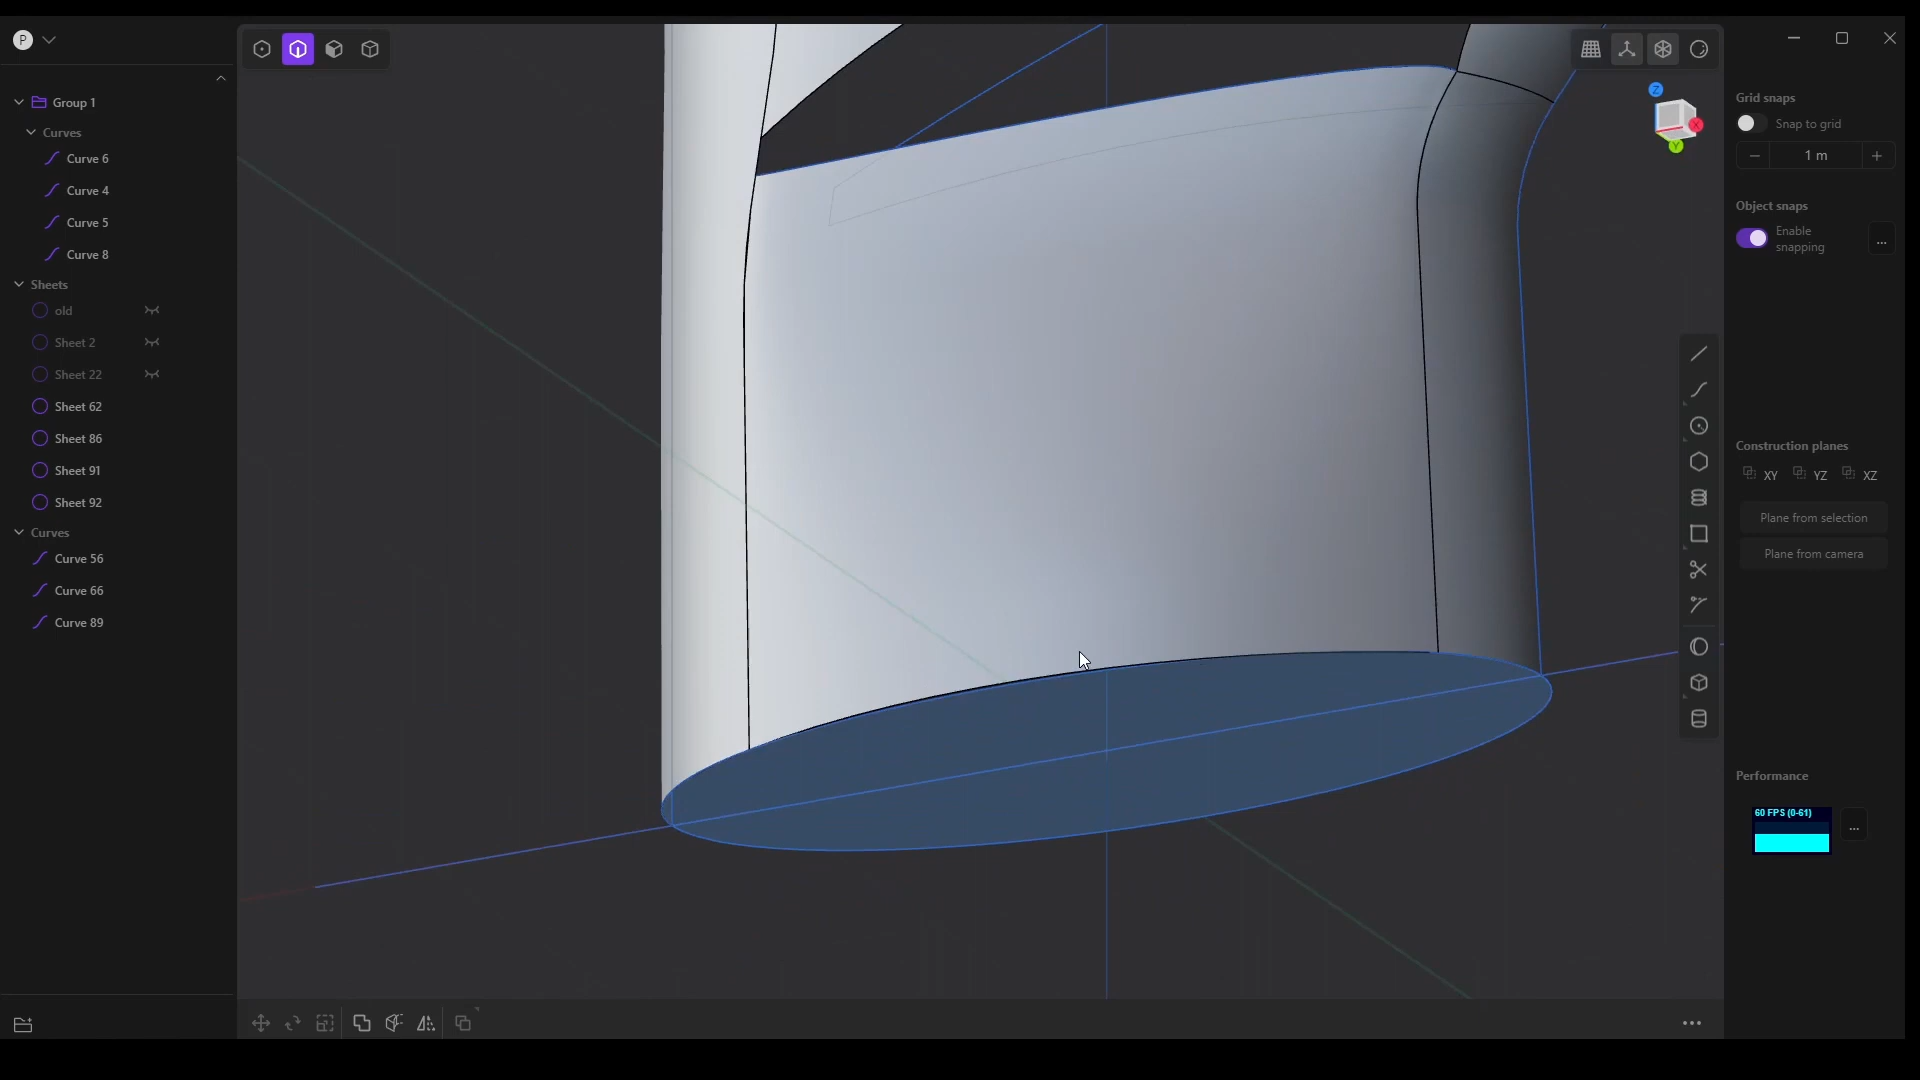 P
Group 1
Curves
Curve 6
Curve 4
Curve 5
Curve 8
Sheets
old
Sheet 2
Sheet 22
Sheet 62
Sheet 86
Sheet 91
Sheet 92
Curves
Curve 56
Curve 66
Curve 89
Z
X
Y
Grid snaps
Snap to grid
1 m
Object snaps
Enable
snapping
...
Construction planes
XY YZ XZ
Plane from selection
Plane from camera
Performance
60 FPS (0-61)
...